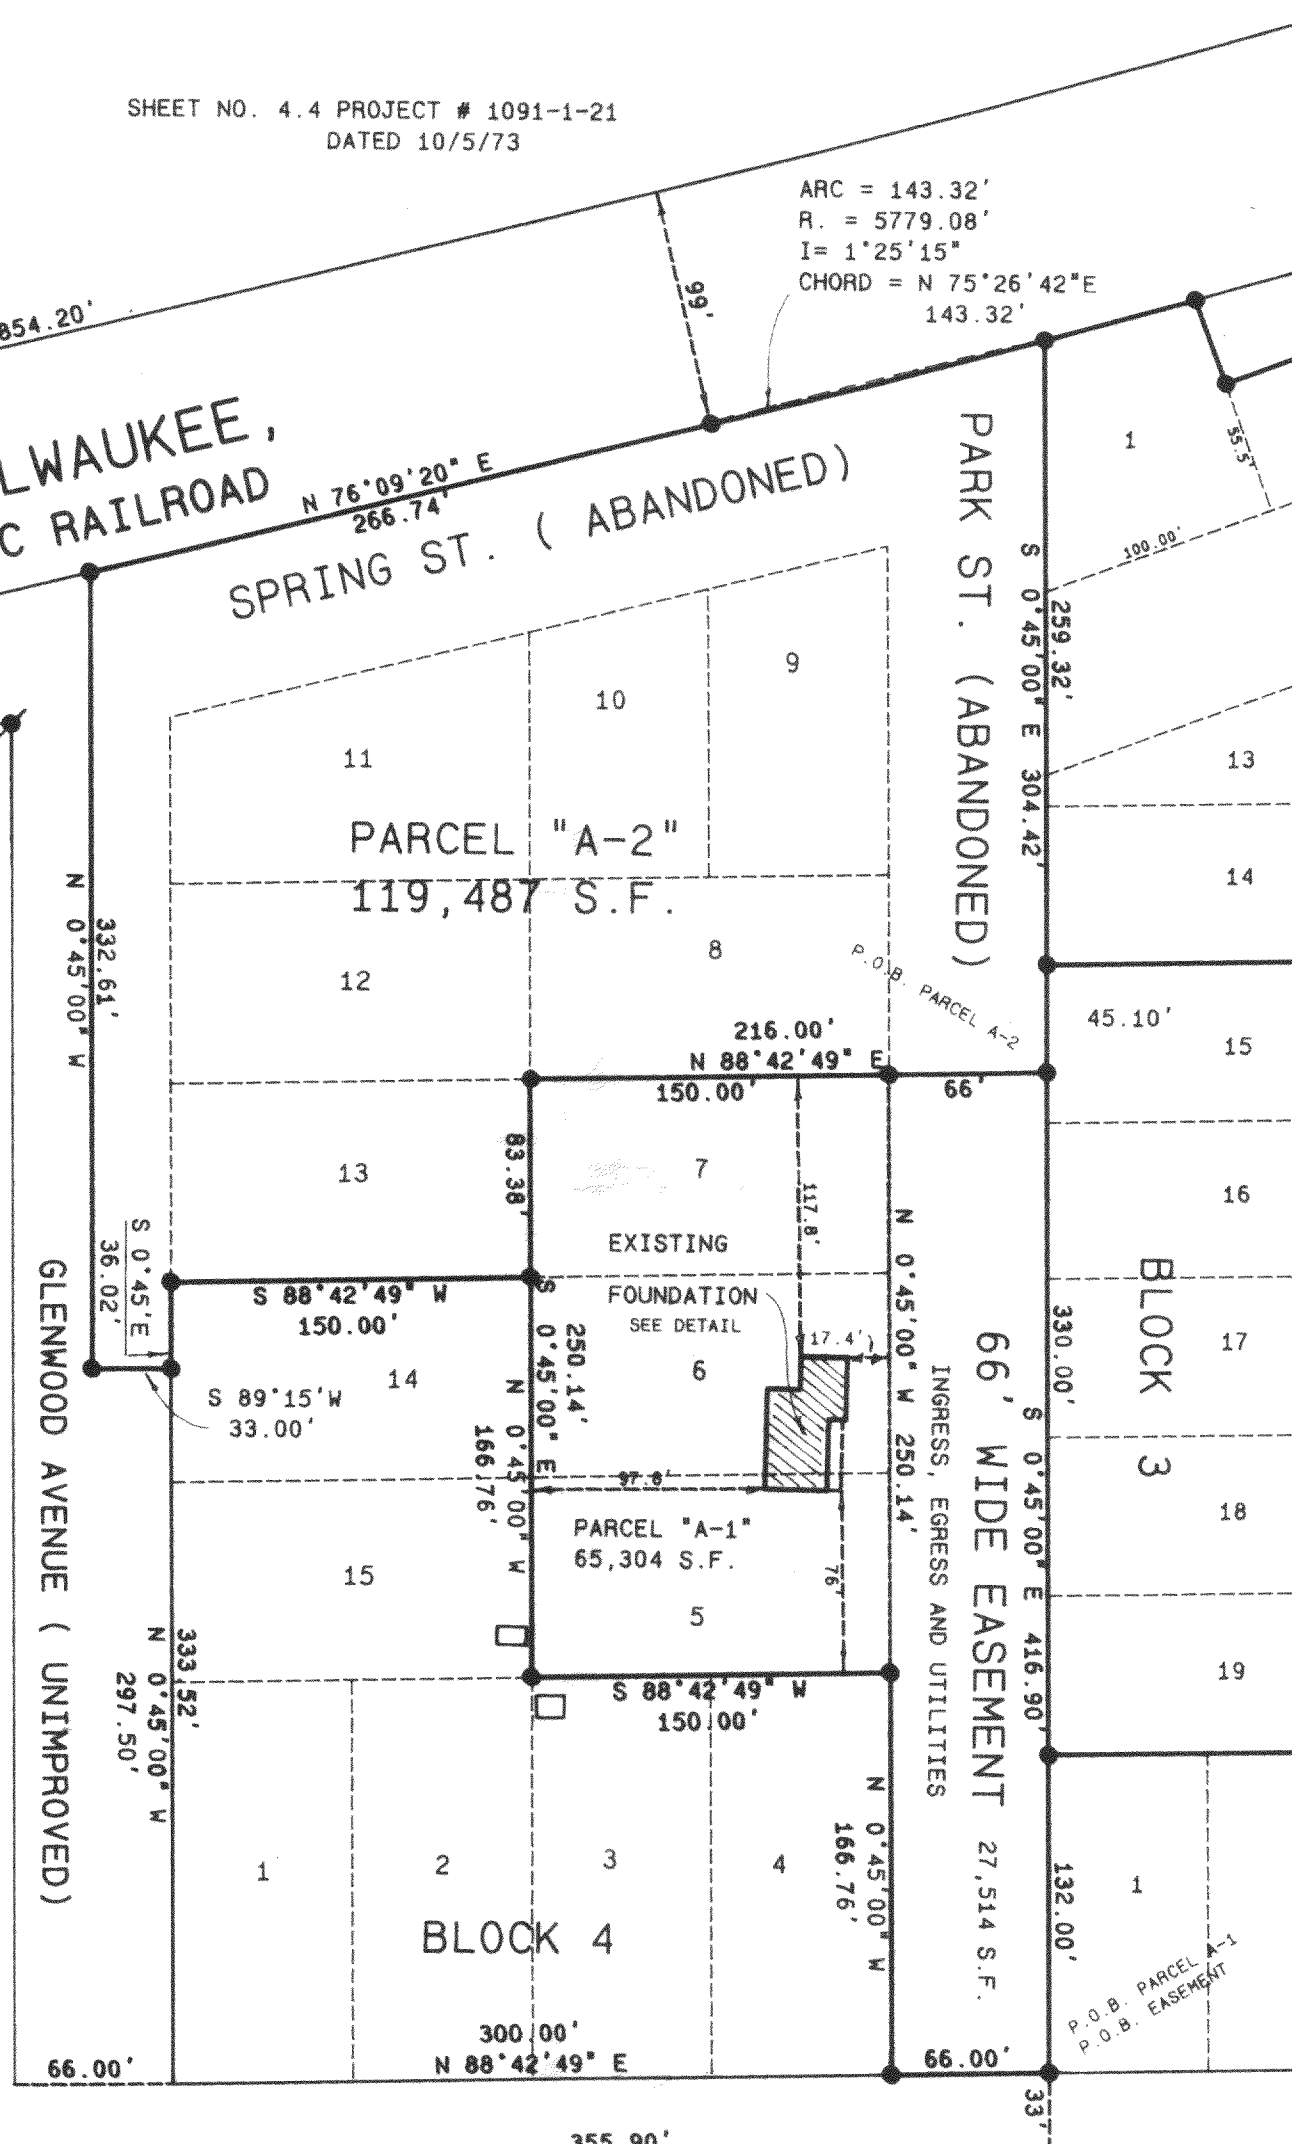 SHEET NO. 4.4 PROJECT # 1091-1-21
DATED 10/5/73
ARC = 143.32'
R. = 5779.08'
I= 1°25'15"
CHORD = N 75°26'42"E
143.32'
854.20'
99'
LWAUKEE,
C RAILROAD
N 76°09'20" E
266.74'
SPRING ST. ( ABANDONED)
PARK ST. (ABANDONED)
1
55.5'
100.00'
S 0°45'00" E 304.42'
259.32'
9
10
11
13
14
PARCEL "A-2"
119,487 S.F.
N 0°45'00" W
332.61'
8
12
P.O.B. PARCEL A-2
45.10'
15
216.00'
N 88°42'49" E
150.00'
66'
83.38'
7
13
117.8'
16
EXISTING
FOUNDATION
SEE DETAIL
S 0°45'E
36.02'
S 88°42'49" W
150.00'
14
S 89°15'W
33.00'
S 0°45'00" E
250.14'
N 0°45'00" W
166.76'
6
17.4'
N 0°45'00" W 250.14'
INGRESS, EGRESS AND UTILITIES
66' WIDE EASEMENT 27,514 S.F.
330.00'
S 0°45'00" E 416.90'
BLOCK 3
17
18
19
GLENWOOD AVENUE ( UNIMPROVED)
97.8'
PARCEL "A-1"
65,304 S.F.
76'
15
5
S 88°42'49" W
150.00'
333.52'
N 0°45'00" W
297.50'
N 0°45'00" W
166.76'
132.00'
1
2
3
4
1
BLOCK 4
P.O.B. PARCEL A-1
P.O.B. EASEMENT
300.00'
N 88°42'49" E
66.00'
66.00'
33'
355.90'